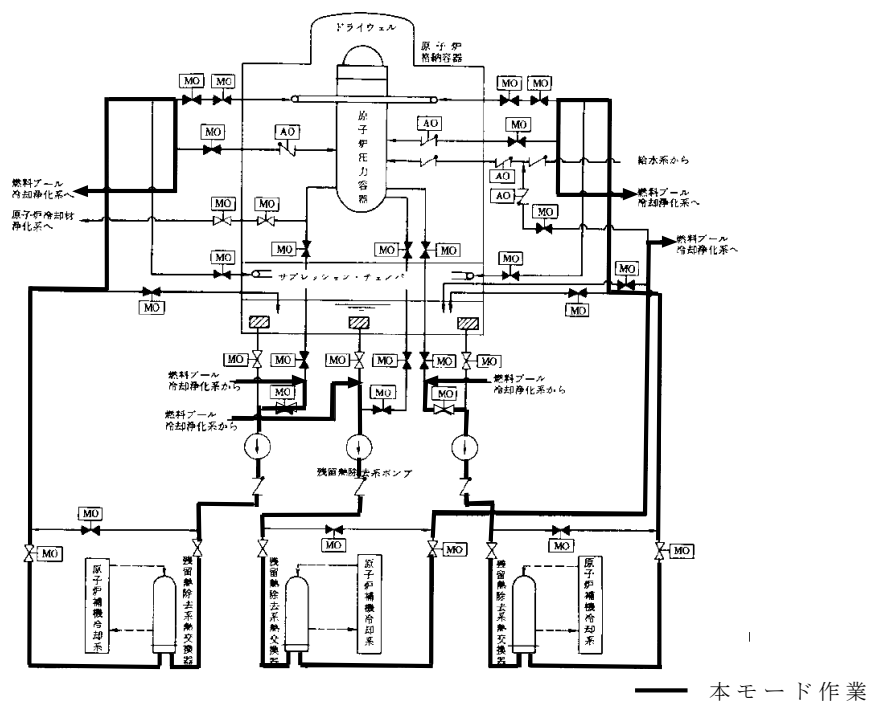 ドライウェル
原子炉
格納容器
MO
MO
MO
MO
原子炉圧力容器
MO
AO
AO
MO
給水系から
AO
AO
燃料プール
冷却浄化系へ
燃料プール
冷却浄化系へ
原子炉冷却材
浄化系へ
MO
MO
MO
燃料プール
冷却浄化系へ
MO
MO
MO
MO
サプレッション・チェンバ
MO
MO
MO
MO
MO
MO
MO
MO
MO
MO
燃料プール
冷却浄化系から
燃料プール
冷却浄化系から
MO
MO
MO
燃料プール
冷却浄化系から
残留熱除去系ポンプ
MO
MO
MO
MO
MO
MO
原子炉補機冷却系
残留熱除去系熱交換器
残留熱除去系熱交換器
原子炉補機冷却系
残留熱除去系熱交換器
原子炉補機冷却系
本モード作業